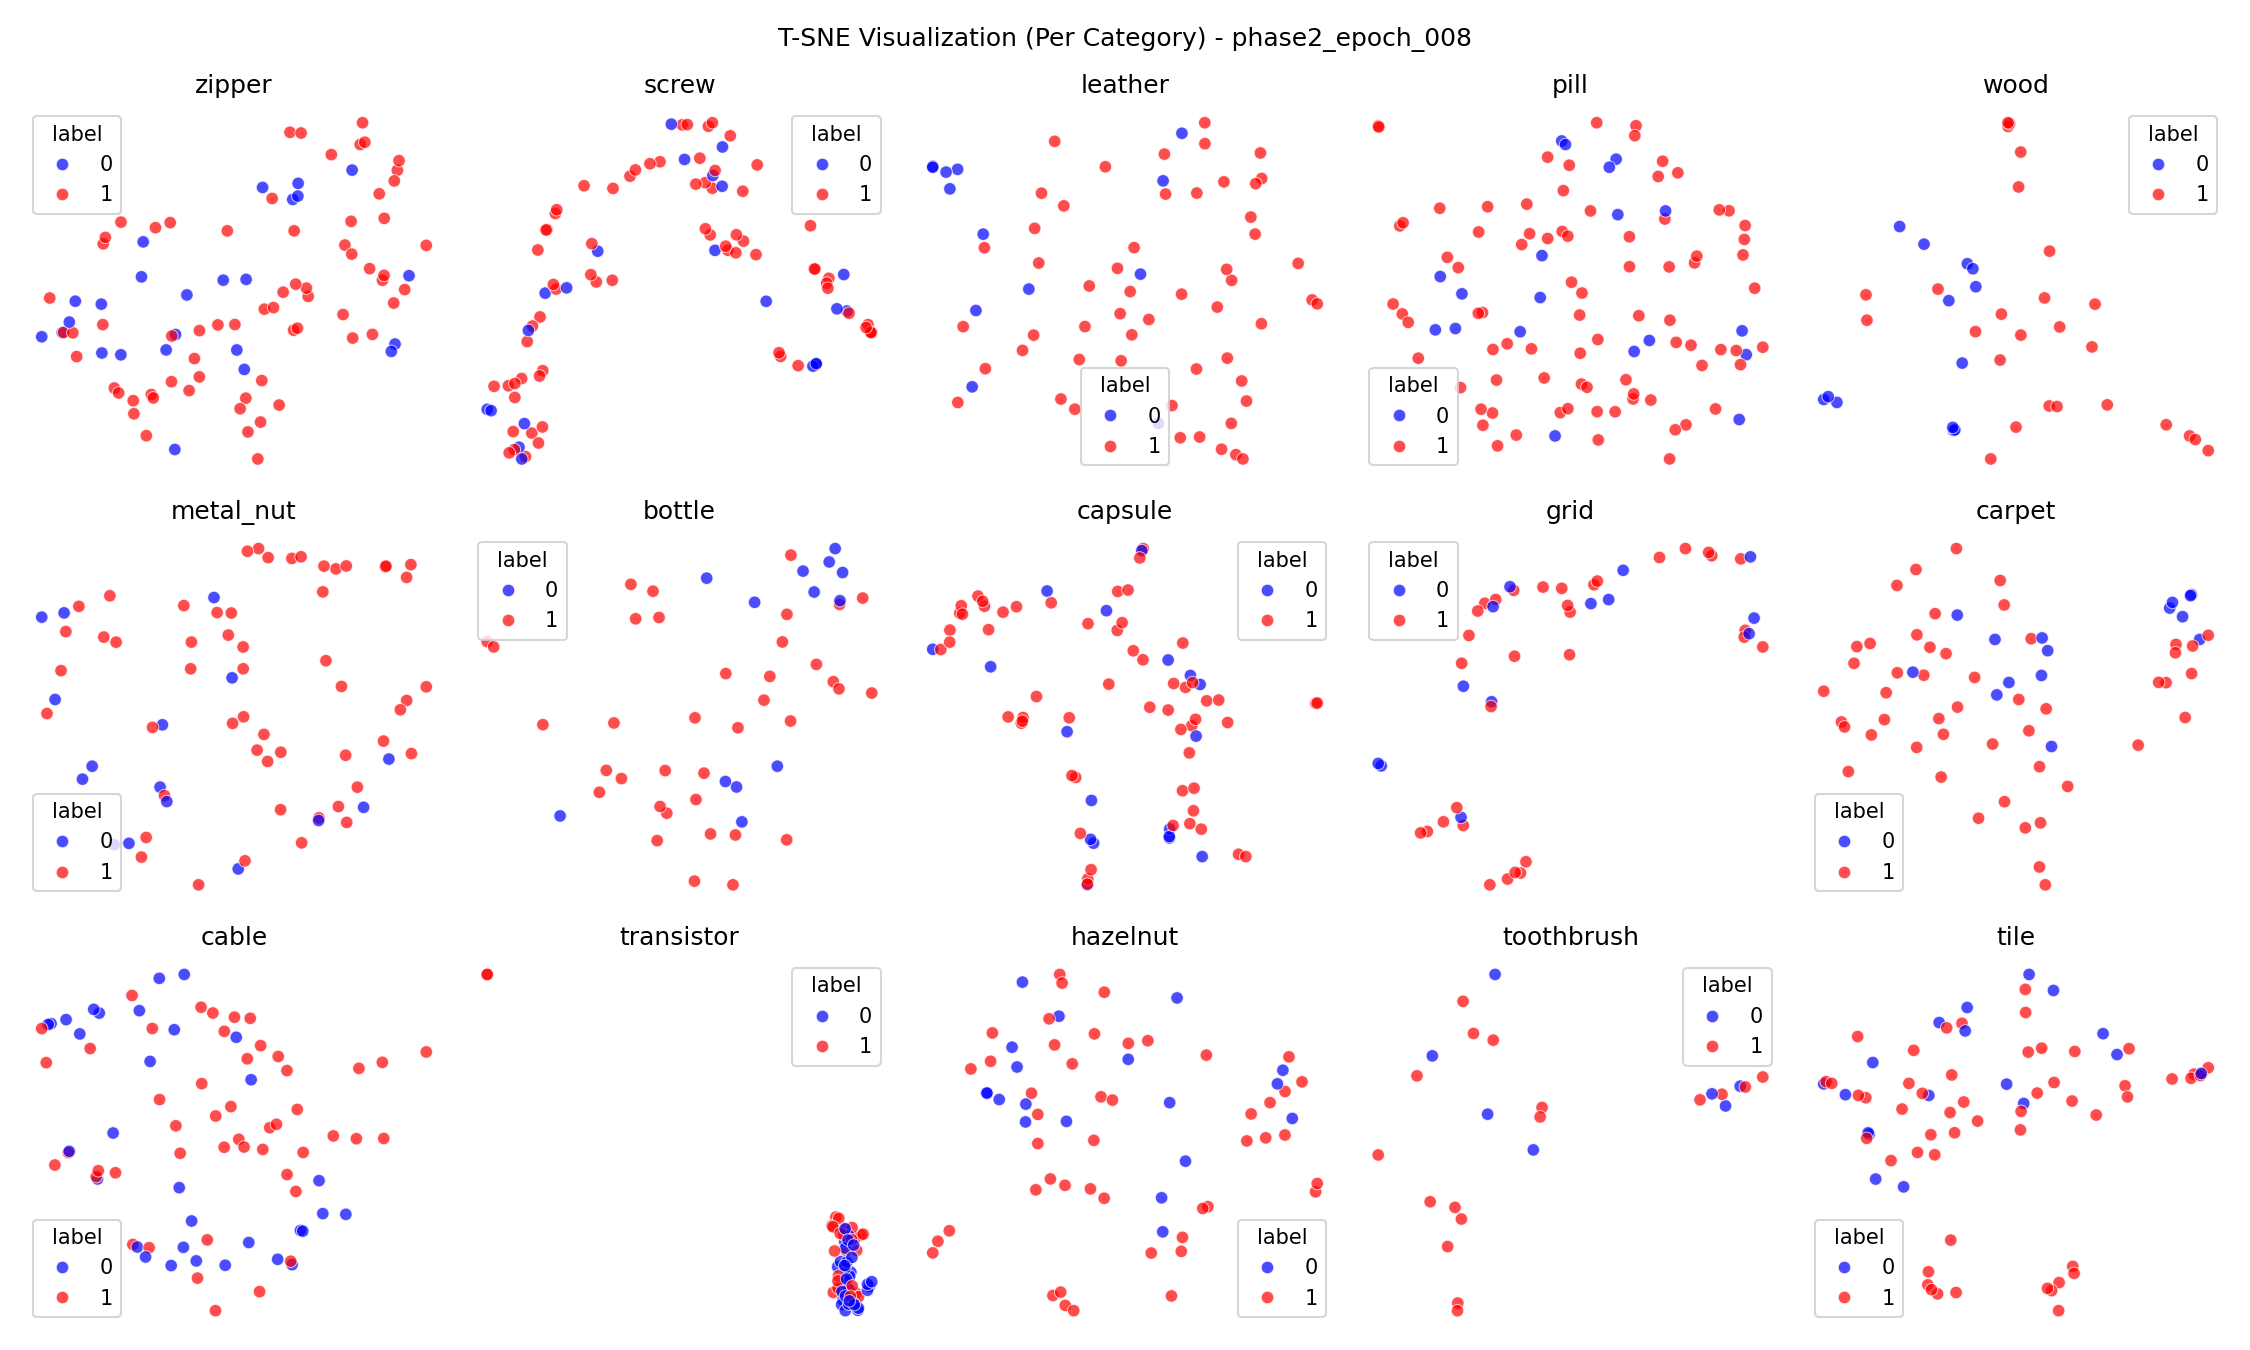 T-SNE Visualization (Per Category) - phase2_epoch_008
zipper
label
0
1
screw
label
0
1
leather
label
0
1
pill
label
0
1
wood
label
0
1
metal_nut
label
0
1
bottle
label
0
1
capsule
label
0
1
grid
label
0
1
carpet
label
0
1
cable
label
0
1
transistor
label
0
1
hazelnut
label
0
1
toothbrush
label
0
1
tile
label
0
1